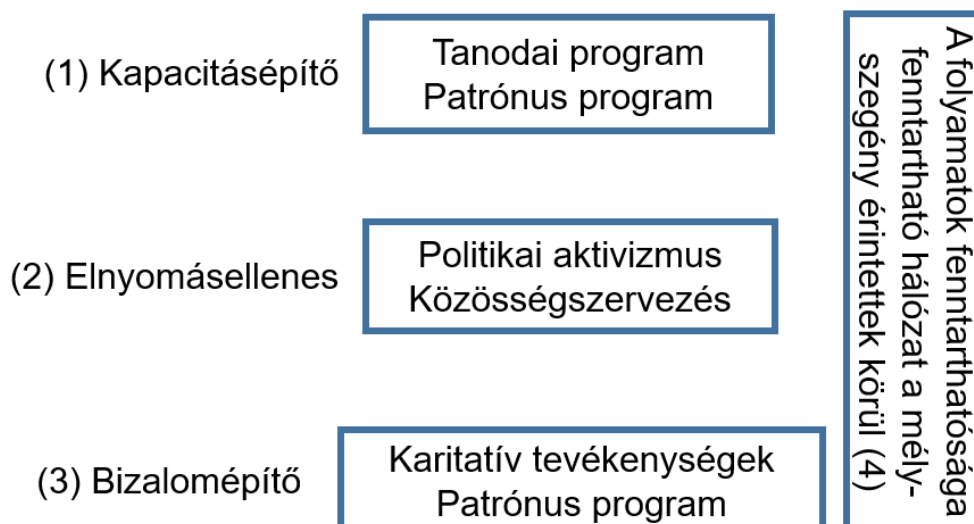 (1) Kapacitásépítő
Tanodai program
Patrónus program
(2) Elnyomásellenes
Politikai aktivizmus
Közösségszervezés
(3) Bizalomépítő
Karitatív tevékenységek
Patrónus program
A folyamatok fenntarthatósága
fenntartható hálózat a mély-
szegény érintettek körül (4)